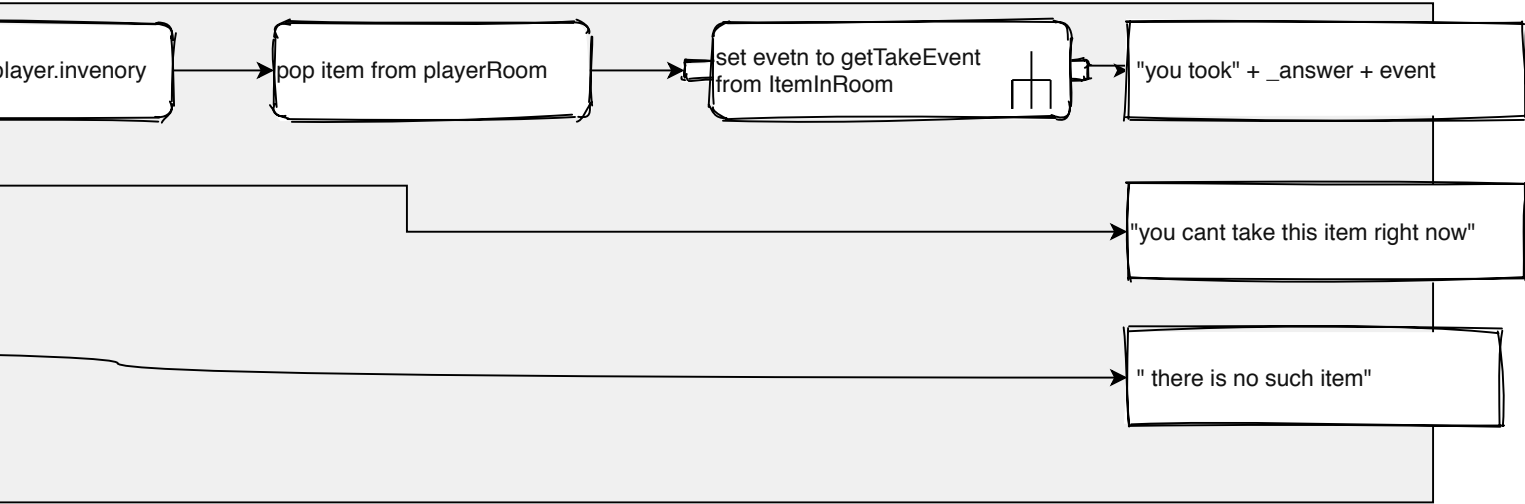 player.invenory
pop item from playerRoom
set evetn to getTakeEvent
from ItemInRoom
"you took" + _answer + event
"you cant take this item right now"
" there is no such item"